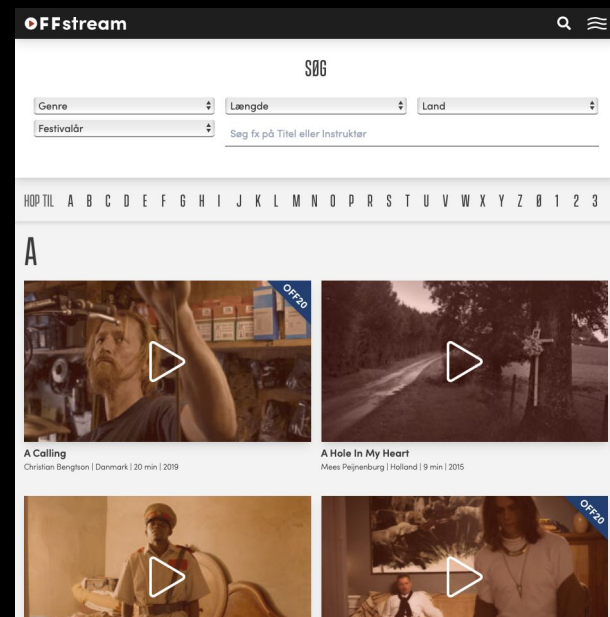 OFFstream
SØG
Genre
Længde
Land
Festivalår
Søg fx på Titel eller Instruktør
HOP TIL A B C D E F G H I J K L M N O P R S T U V W X Y Z Ø 1 2 3
A
OFF20
A Calling
Christian Bengtson | Danmark | 20 min | 2019
A Hole In My Heart
Mees Peijnenburg | Holland | 9 min | 2015
OFF20